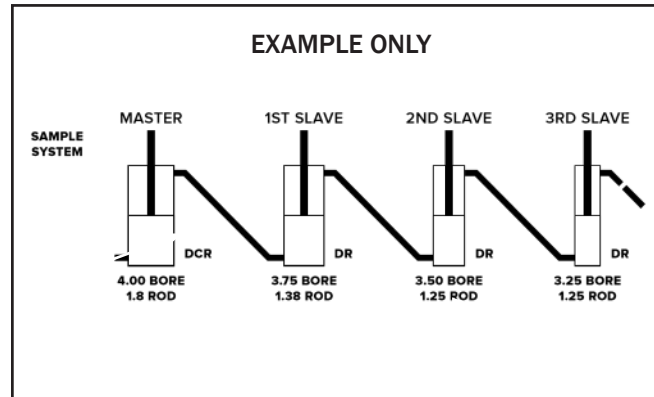 EXAMPLE ONLY
SAMPLE
SYSTEM
MASTER
1ST SLAVE
2ND SLAVE
3RD SLAVE
DCR
DR
DR
DR
4.00 BORE
1.8 ROD
3.75 BORE
1.38 ROD
3.50 BORE
1.25 ROD
3.25 BORE
1.25 ROD